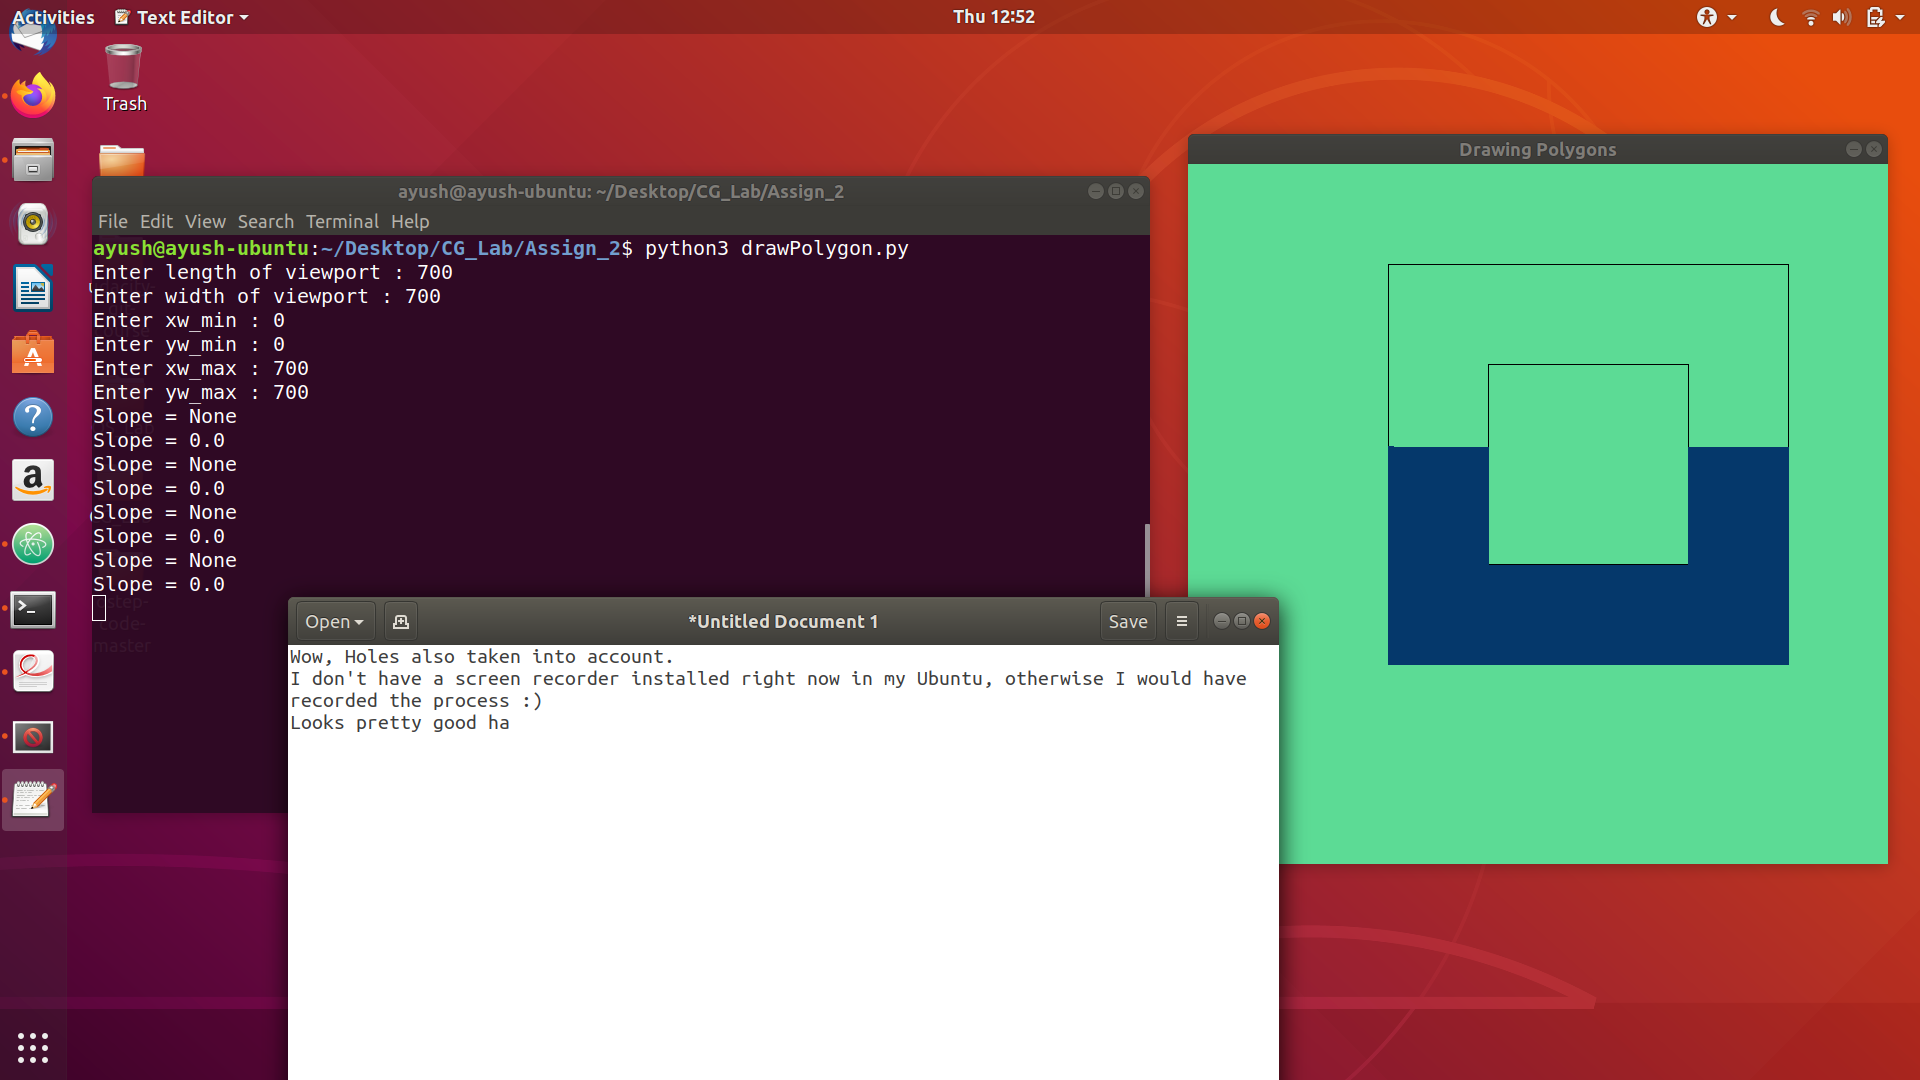 Activities
Text Editor
Thu 12:52
Trash
Drawing Polygons
ayush@ayush-ubuntu: ~/Desktop/CG_Lab/Assign_2
File Edit View Search Terminal Help
ayush@ayush-ubuntu:~/Desktop/CG_Lab/Assign_2$ python3 drawPolygon.py
Enter length of viewport : 700
Enter width of viewport : 700
Enter xw_min : 0
Enter yw_min : 0
Enter xw_max : 700
Enter yw_max : 700
Slope = None
Slope = 0.0
Slope = None
Slope = 0.0
Slope = None
Slope = 0.0
Slope = None
Slope = 0.0
ostep-
code-
master
Open
*Untitled Document 1
Save
Wow, Holes also taken into account.
I don't have a screen recorder installed right now in my Ubuntu, otherwise I would have
recorded the process :)
Looks pretty good ha